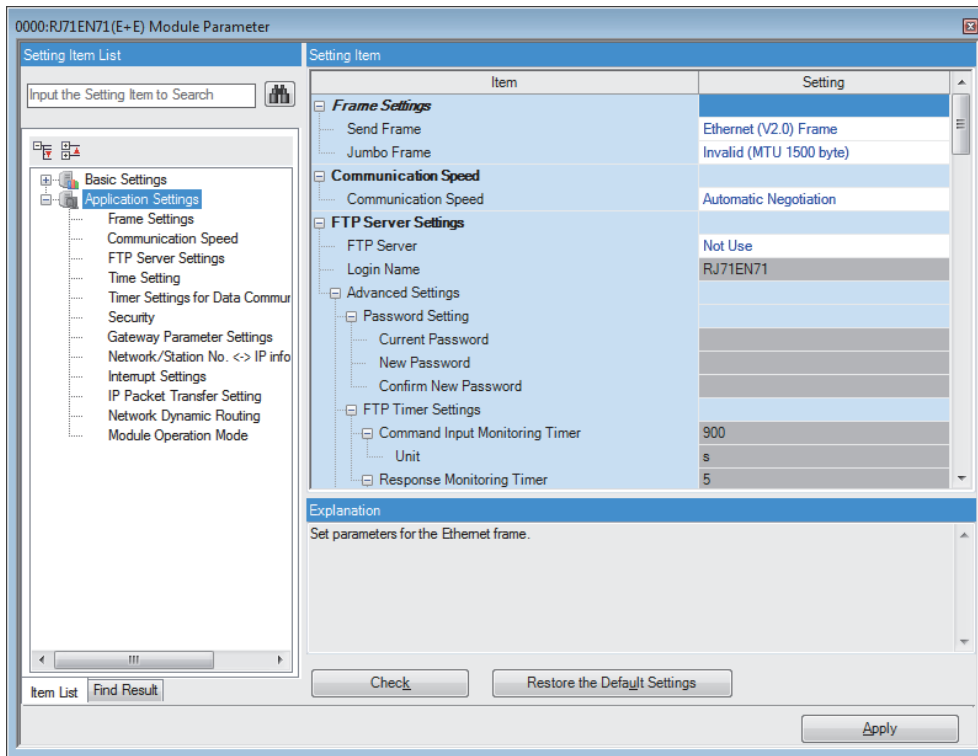 0000:RJ71EN71(E+E) Module Parameter
Setting Item List
Input the Setting Item to Search
Basic Settings
Application Settings
Frame Settings
Communication Speed
FTP Server Settings
Time Setting
Timer Settings for Data Commur
Security
Gateway Parameter Settings
Network/Station No. <-> IP info
Interrupt Settings
IP Packet Transfer Setting
Network Dynamic Routing
Module Operation Mode
Item List Find Result
Setting Item
Item Setting
Frame Settings
Send Frame Ethernet (V2.0) Frame
Jumbo Frame Invalid (MTU 1500 byte)
Communication Speed
Communication Speed Automatic Negotiation
FTP Server Settings
FTP Server Not Use
Login Name RJ71EN71
Advanced Settings
Password Setting
Current Password
New Password
Confirm New Password
FTP Timer Settings
Command Input Monitoring Timer 900
Unit s
Response Monitoring Timer 5
Explanation
Set parameters for the Ethernet frame.
Check Restore the Default Settings
Apply